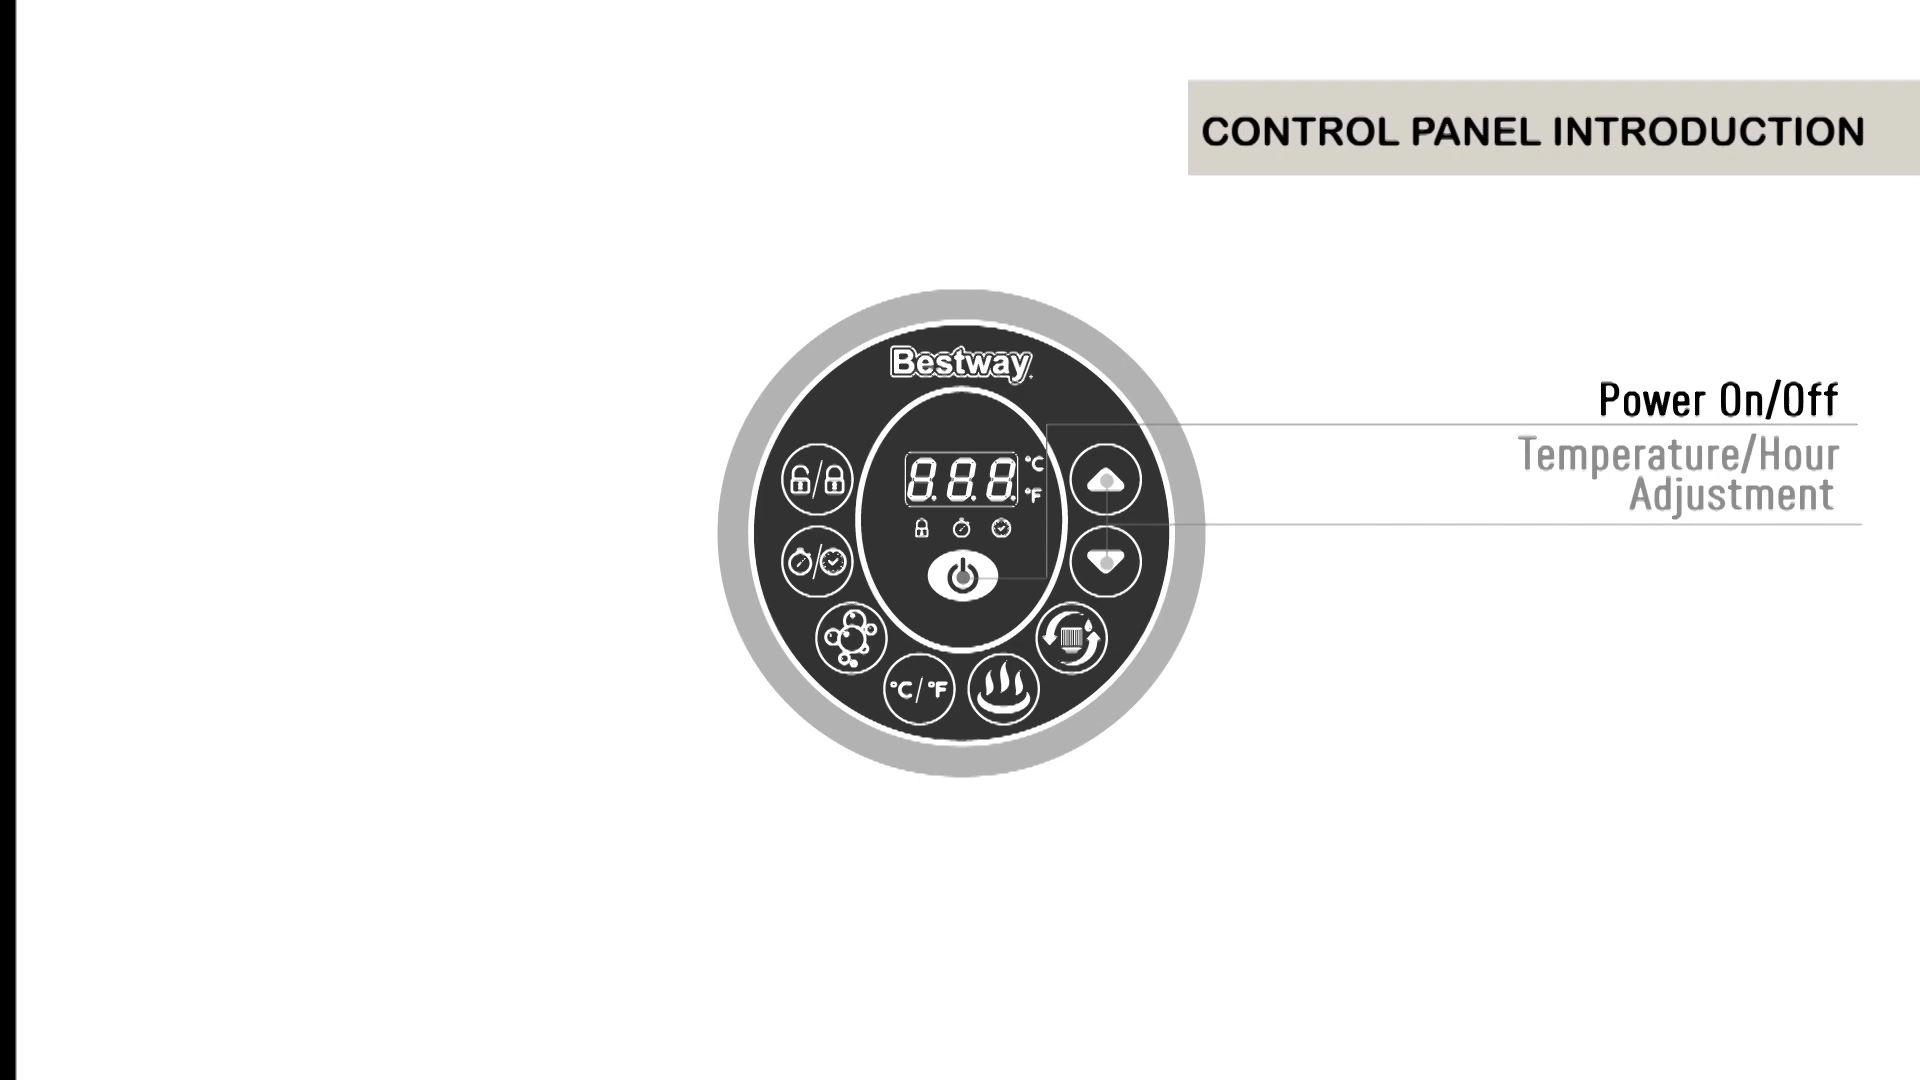 CONTROL PANEL INTRODUCTION
Bestway
Power On/Off
Temperature/Hour
Adjustment
8.8.8.
°C
°F
°C/°F